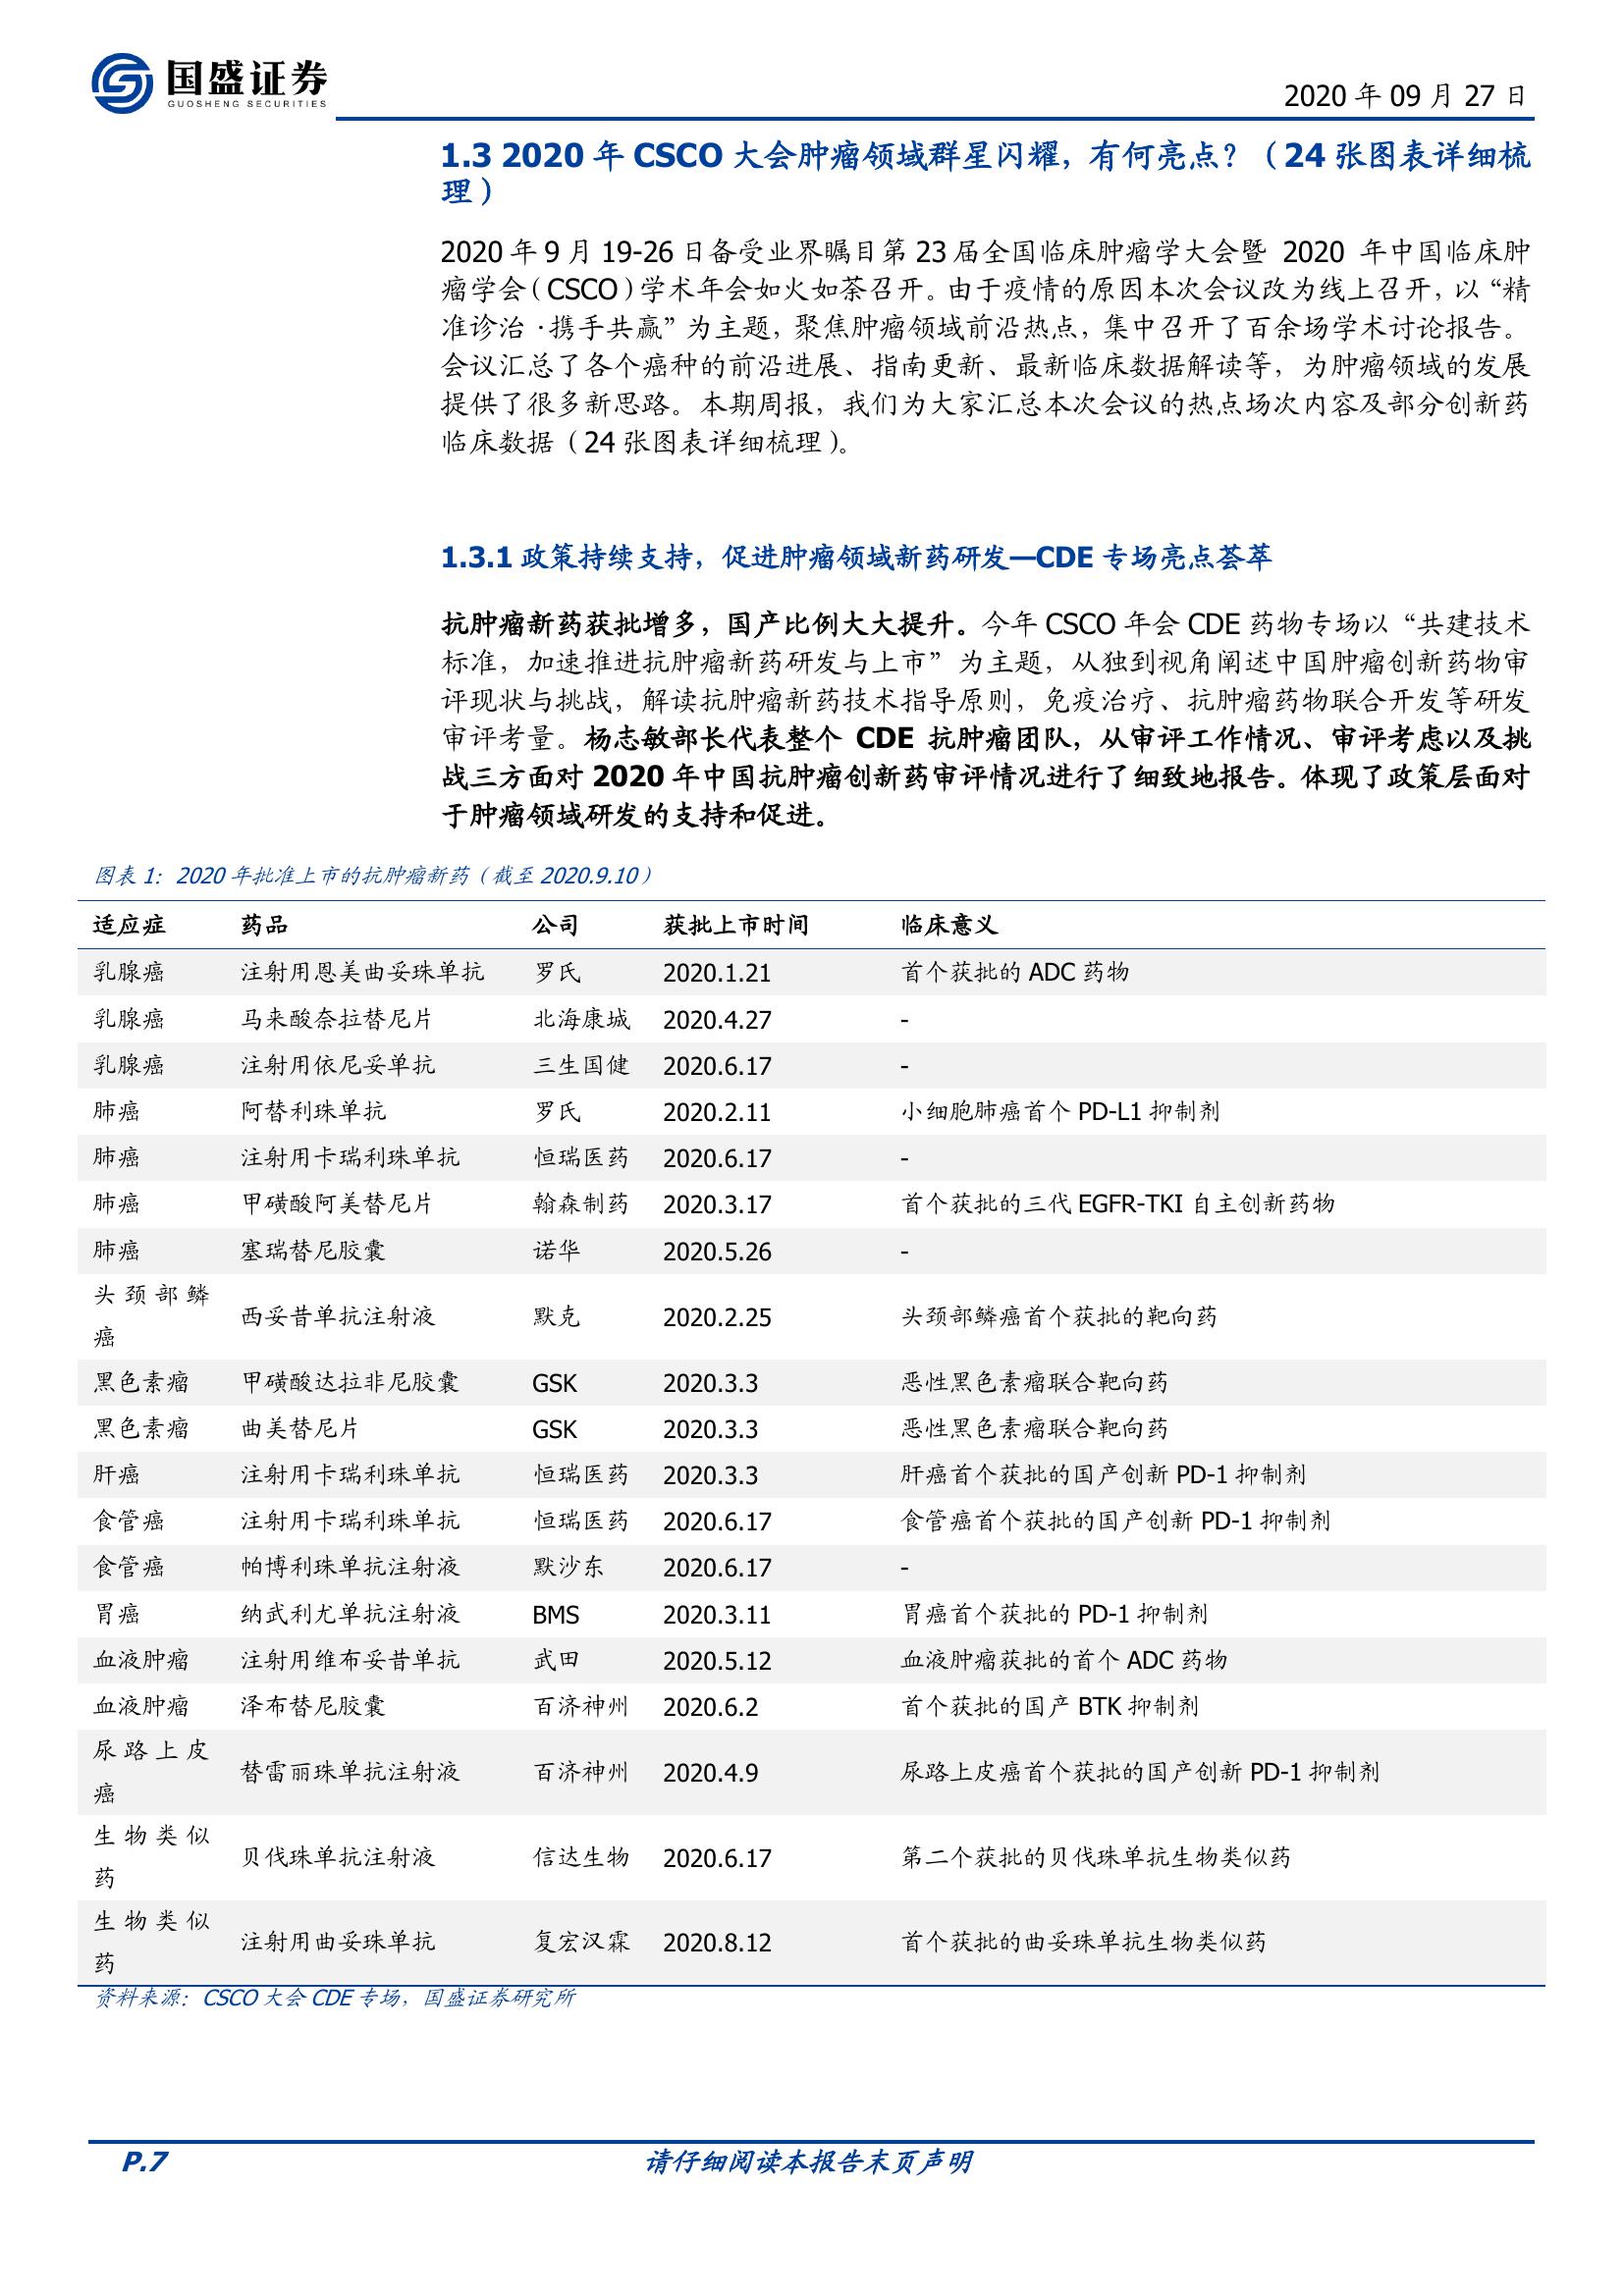 国盛证券
GUOSHENG SECURITIES
2020 年 09 月 27 日
1.3 2020 年 CSCO 大会肿瘤领域群星闪耀，有何亮点？（24 张图表详细梳
理）
2020 年 9 月 19-26 日备受业界瞩目第 23 届全国临床肿瘤学大会暨 2020 年中国临床肿
瘤学会（CSCO）学术年会如火如荼召开。由于疫情的原因本次会议改为线上召开，以“精
准诊治·携手共赢”为主题，聚焦肿瘤领域前沿热点，集中召开了百余场学术讨论报告。
会议汇总了各个癌种的前沿进展、指南更新、最新临床数据解读等，为肿瘤领域的发展
提供了很多新思路。本期周报，我们为大家汇总本次会议的热点场次内容及部分创新药
临床数据（24 张图表详细梳理）。
1.3.1 政策持续支持，促进肿瘤领域新药研发—CDE 专场亮点荟萃
抗肿瘤新药获批增多，国产比例大大提升。今年 CSCO 年会 CDE 药物专场以“共建技术
标准，加速推进抗肿瘤新药研发与上市”为主题，从独到视角阐述中国肿瘤创新药物审
评现状与挑战，解读抗肿瘤新药技术指导原则，免疫治疗、抗肿瘤药物联合开发等研发
审评考量。杨志敏部长代表整个 CDE 抗肿瘤团队，从审评工作情况、审评考虑以及挑
战三方面对 2020 年中国抗肿瘤创新药审评情况进行了细致地报告。体现了政策层面对
于肿瘤领域研发的支持和促进。
图表 1：2020 年批准上市的抗肿瘤新药（截至 2020.9.10）
适应症 药品 公司 获批上市时间 临床意义
乳腺癌 注射用恩美曲妥珠单抗 罗氏 2020.1.21 首个获批的 ADC 药物
乳腺癌 马来酸奈拉替尼片 北海康城 2020.4.27 -
乳腺癌 注射用依尼妥单抗 三生国健 2020.6.17 -
肺癌 阿替利珠单抗 罗氏 2020.2.11 小细胞肺癌首个 PD-L1 抑制剂
肺癌 注射用卡瑞利珠单抗 恒瑞医药 2020.6.17 -
肺癌 甲磺酸阿美替尼片 翰森制药 2020.3.17 首个获批的三代 EGFR-TKI 自主创新药物
肺癌 塞瑞替尼胶囊 诺华 2020.5.26 -
头颈部鳞
癌 西妥昔单抗注射液 默克 2020.2.25 头颈部鳞癌首个获批的靶向药
黑色素瘤 甲磺酸达拉非尼胶囊 GSK 2020.3.3 恶性黑色素瘤联合靶向药
黑色素瘤 曲美替尼片 GSK 2020.3.3 恶性黑色素瘤联合靶向药
肝癌 注射用卡瑞利珠单抗 恒瑞医药 2020.3.3 肝癌首个获批的国产创新 PD-1 抑制剂
食管癌 注射用卡瑞利珠单抗 恒瑞医药 2020.6.17 食管癌首个获批的国产创新 PD-1 抑制剂
食管癌 帕博利珠单抗注射液 默沙东 2020.6.17 -
胃癌 纳武利尤单抗注射液 BMS 2020.3.11 胃癌首个获批的 PD-1 抑制剂
血液肿瘤 注射用维布妥昔单抗 武田 2020.5.12 血液肿瘤获批的首个 ADC 药物
血液肿瘤 泽布替尼胶囊 百济神州 2020.6.2 首个获批的国产 BTK 抑制剂
尿路上皮
癌 替雷丽珠单抗注射液 百济神州 2020.4.9 尿路上皮癌首个获批的国产创新 PD-1 抑制剂
生物类似
药 贝伐珠单抗注射液 信达生物 2020.6.17 第二个获批的贝伐珠单抗生物类似药
生物类似
药 注射用曲妥珠单抗 复宏汉霖 2020.8.12 首个获批的曲妥珠单抗生物类似药
资料来源：CSCO 大会 CDE 专场，国盛证券研究所
P.7 请仔细阅读本报告末页声明